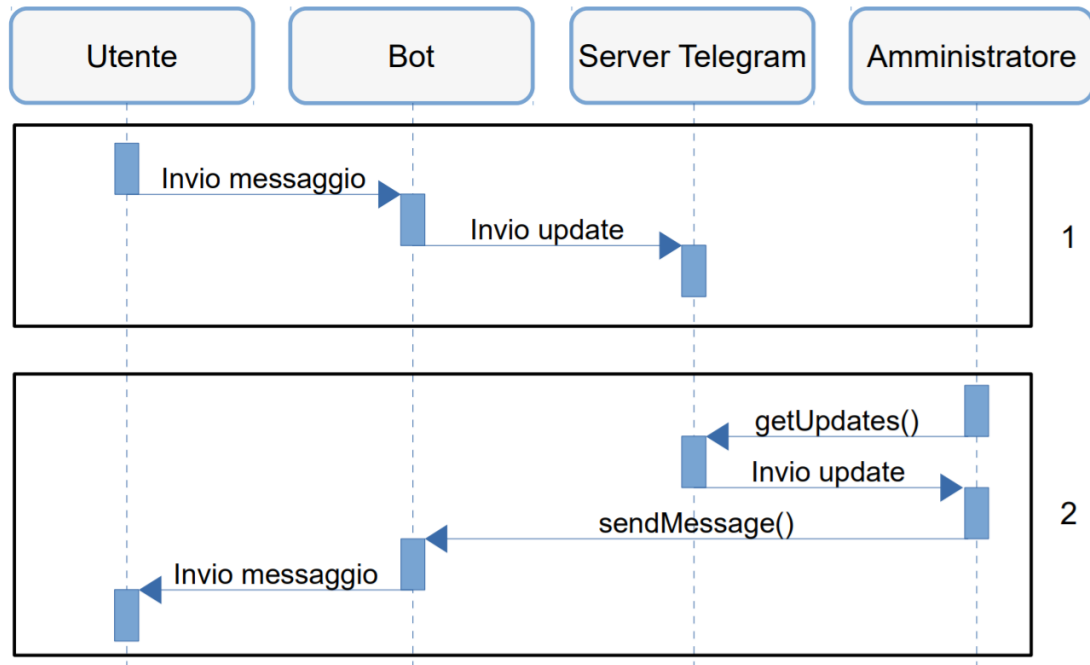 Utente
Bot
Server Telegram
Amministratore
Invio messaggio
Invio update
1
getUpdates()
Invio update
sendMessage()
2
Invio messaggio